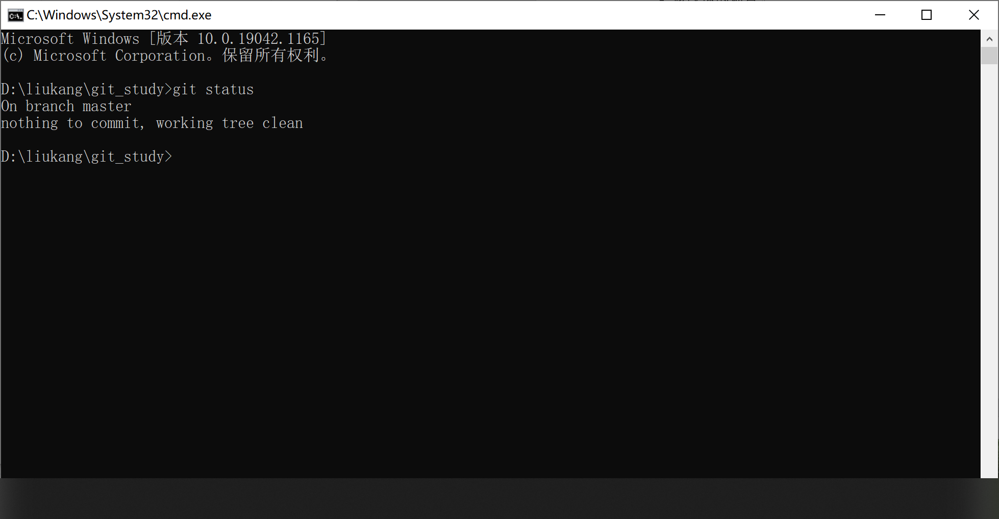 C:\Windows\System32\cmd.exe
Microsoft Windows [版本 10.0.19042.1165]
(c) Microsoft Corporation。保留所有权利。
D:\liukang\git_study>git status
On branch master
nothing to commit, working tree clean
D:\liukang\git_study>